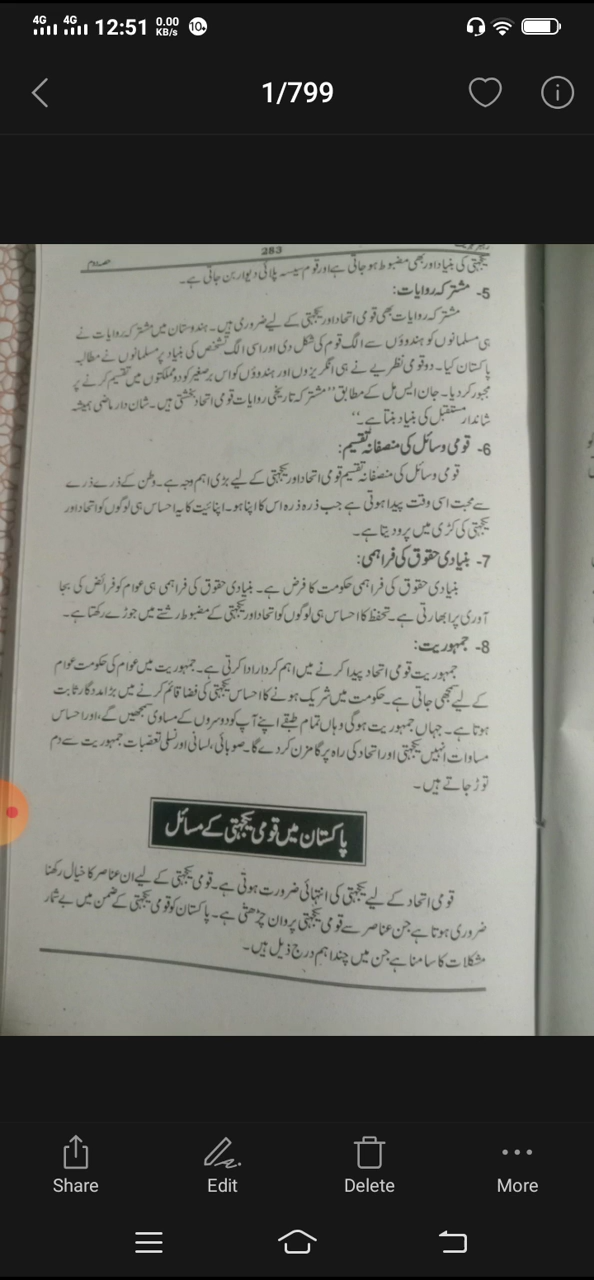 4G 4G 12:51 0.00 KB/s 10
1/799
283
حصہ دوم
یکجہتی کی بنیاد اور بھی مضبوط ہو جاتی ہے اور قوم سیسہ پلائی دیوار بن جاتی ہے۔
5- مشترکہ روایات:
مشترکہ روایات بھی قومی اتحاد اور یکجہتی کے لیے ضروری ہیں۔ ہندوستان میں مشترکہ روایات نے
ہی مسلمانوں کو ہندوؤں سے الگ قوم کی شکل دی اور اسی الگ تشخص کی بنیاد پر مسلمانوں نے مطالبہ
پاکستان کیا۔ دو قومی نظریے نے ہی انگریزوں اور ہندوؤں کو اس برصغیر کو دو مملکتوں میں تقسیم کرنے پر
مجبور کر دیا۔ جان ایس مل کے مطابق ”مشترکہ تاریخی روایات قومی اتحاد بخشتی ہیں۔ شان دار ماضی ہمیشہ
شاندار مستقبل کی بنیاد بنتا ہے۔“
6- قومی وسائل کی منصفانہ تقسیم:
قومی وسائل کی منصفانہ تقسیم قومی اتحاد اور یکجہتی کے لیے بڑی اہم وجہ ہے۔ وطن کے ذرے ذرے
سے محبت اسی وقت پیدا ہوتی ہے جب ذرہ ذرہ اس کا اپنا ہو۔ اپنائیت کا یہ احساس ہی لوگوں کو اتحاد اور
یکجہتی کی کڑی میں پرو دیتا ہے۔
7- بنیادی حقوق کی فراہمی:
بنیادی حقوق کی فراہمی حکومت کا فرض ہے۔ بنیادی حقوق کی فراہمی ہی عوام کو فرائض کی بجا
آوری پر ابھارتی ہے۔ تحفظ کا احساس ہی لوگوں کو اتحاد اور یکجہتی کے مضبوط رشتے میں جوڑے رکھتا ہے۔
8- جمہوریت:
جمہوریت قومی اتحاد پیدا کرنے میں اہم کردار ادا کرتی ہے۔ جمہوریت میں عوام کی حکومت عوام
کے لیے سمجھی جاتی ہے۔ حکومت میں شریک ہونے کا احساس یکجہتی کی فضا قائم کرنے میں بڑا مددگار ثابت
ہوتا ہے۔ جہاں جمہوریت ہو گی وہاں تمام طبقے اپنے آپ کو دوسروں کے مساوی سمجھیں گے، اور احساس
مساوات انہیں یکجہتی اور اتحاد کی راہ پر گامزن کر دے گا۔ صوبائی، لسانی اور نسلی تعصبات جمہوریت سے دم
توڑ جاتے ہیں۔
پاکستان میں قومی یکجہتی کے مسائل
قومی اتحاد کے لیے یکجہتی کی انتہائی ضرورت ہوتی ہے۔ قومی یکجہتی کے لیے ان عناصر کا خیال رکھنا
ضروری ہوتا ہے جن عناصر سے قومی یکجہتی پروان چڑھتی ہے۔ پاکستان کو قومی یکجہتی کے ضمن میں بے شمار
مشکلات کا سامنا ہے جن میں چند اہم درج ذیل ہیں۔
Share Edit Delete More